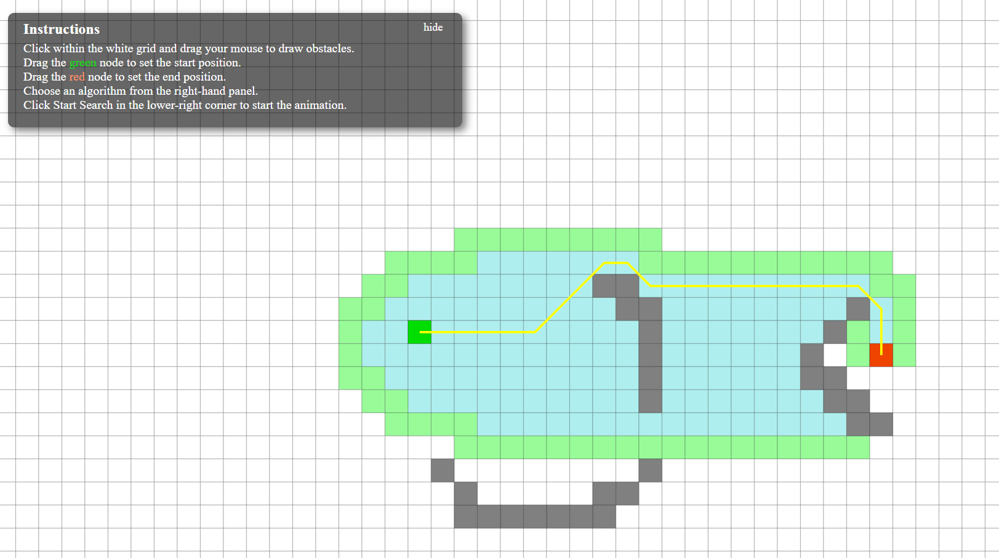 Instructions
hide
Click within the white grid and drag your mouse to draw obstacles.
Drag the green node to set the start position.
Drag the red node to set the end position.
Choose an algorithm from the right-hand panel.
Click Start Search in the lower-right corner to start the animation.